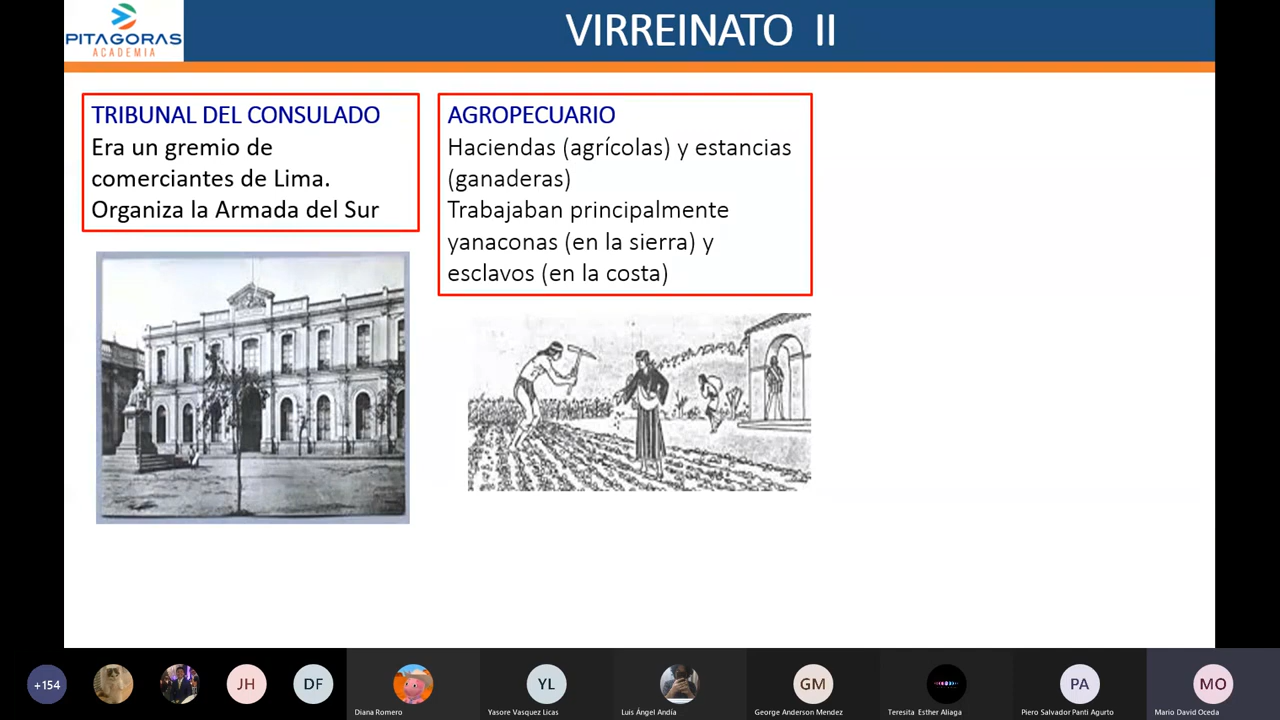 PITAGORAS
ACADEMIA
VIRREINATO II
TRIBUNAL DEL CONSULADO
Era un gremio de
comerciantes de Lima.
Organiza la Armada del Sur
AGROPECUARIO
Haciendas (agrícolas) y estancias
(ganaderas)
Trabajaban principalmente
yanaconas (en la sierra) y
esclavos (en la costa)
+154
JH
DF
Diana Romero
YL
Yasore Vasquez Licas
Luis Ángel Andía
GM
George Anderson Mendez
Teresita Esther Aliaga
PA
Piero Salvador Panti Agurto
MO
Mario David Oceda